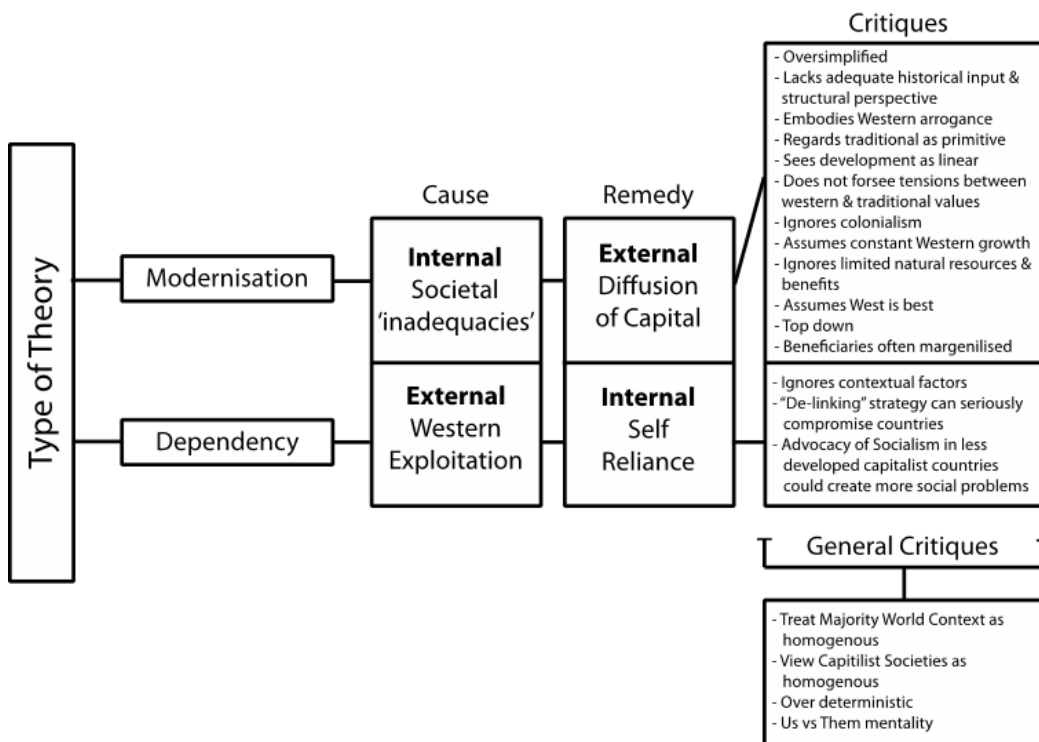 Critiques
- Oversimplified
- Lacks adequate historical input &
structural perspective
- Embodies Western arrogance
- Regards traditional as primitive
- Sees development as linear
- Does not forsee tensions between
western & traditional values
- Ignores colonialism
- Assumes constant Western growth
- Ignores limited natural resources &
benefits
- Assumes West is best
- Top down
- Beneficiaries often margenilised
Type of Theory
Cause
Remedy
Modernisation
Internal
Societal
'inadequacies'
External
Diffusion
of Capital
Dependency
External
Western
Exploitation
Internal
Self
Reliance
- Ignores contextual factors
- “De-linking” strategy can seriously
compromise countries
- Advocacy of Socialism in less
developed capitalist countries
could create more social problems
General Critiques
- Treat Majority World Context as
homogenous
- View Capitilist Societies as
homogenous
- Over deterministic
- Us vs Them mentality